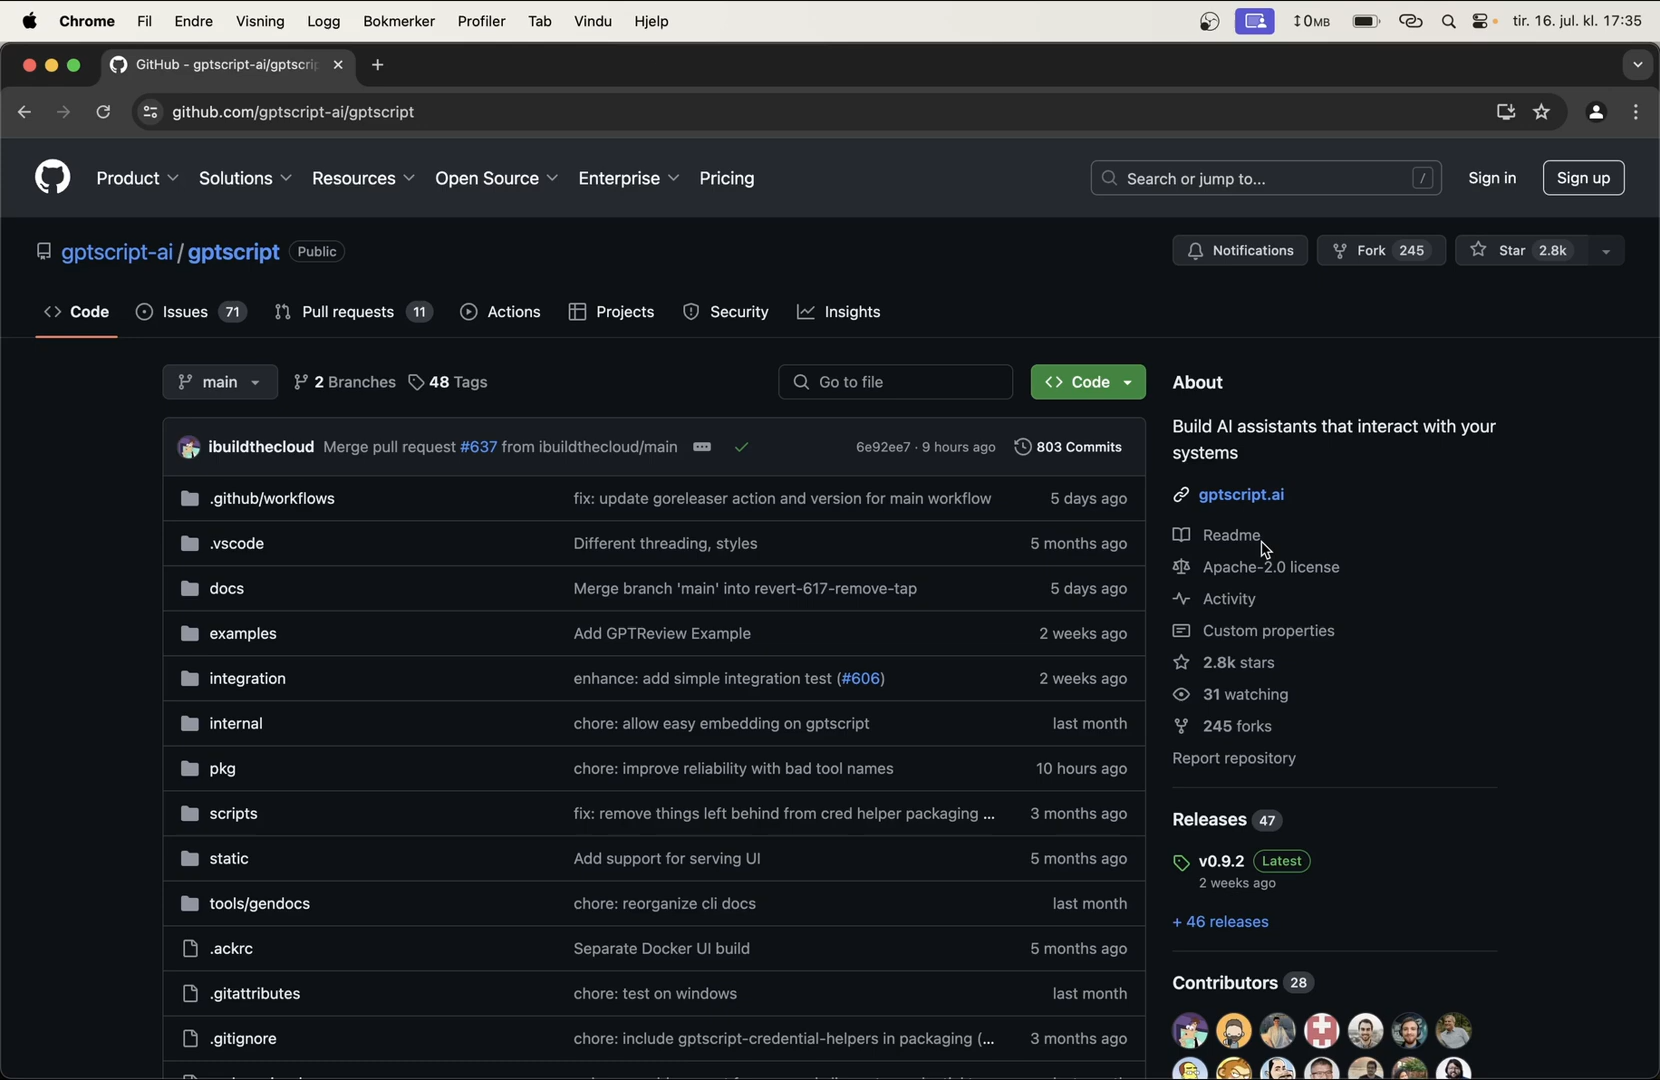 Chrome Fil Endre Visning Logg Bokmerker Profiler Tab Vindu Hjelp 0MB tir. 16. jul. kl. 17:35
GitHub - gptscript-ai/gptscrip
github.com/gptscript-ai/gptscript
Product Solutions Resources Open Source Enterprise Pricing Search or jump to... / Sign in Sign up
gptscript-ai / gptscript Public Notifications Fork 245 Star 2.8k
Code Issues 71 Pull requests 11 Actions Projects Security Insights
main 2 Branches 48 Tags Go to file Code
ibuildthecloud Merge pull request #637 from ibuildthecloud/main 6e92ee7 · 9 hours ago 803 Commits
.github/workflows fix: update goreleaser action and version for main workflow 5 days ago
.vscode Different threading, styles 5 months ago
docs Merge branch 'main' into revert-617-remove-tap 5 days ago
examples Add GPTReview Example 2 weeks ago
integration enhance: add simple integration test (#606) 2 weeks ago
internal chore: allow easy embedding on gptscript last month
pkg chore: improve reliability with bad tool names 10 hours ago
scripts fix: remove things left behind from cred helper packaging ... 3 months ago
static Add support for serving UI 5 months ago
tools/gendocs chore: reorganize cli docs last month
.ackrc Separate Docker UI build 5 months ago
.gitattributes chore: test on windows last month
.gitignore chore: include gptscript-credential-helpers in packaging (... 3 months ago
About
Build AI assistants that interact with your
systems
gptscript.ai
Readme
Apache-2.0 license
Activity
Custom properties
2.8k stars
31 watching
245 forks
Report repository
Releases 47
v0.9.2 Latest
2 weeks ago
+ 46 releases
Contributors 28